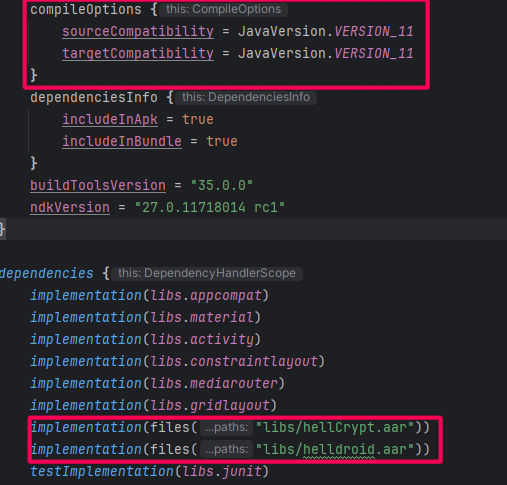 compileOptions { this: CompileOptions
sourceCompatibility = JavaVersion.VERSION_11
targetCompatibility = JavaVersion.VERSION_11
}
dependenciesInfo { this: DependenciesInfo
includeInApk = true
includeInBundle = true
}
buildToolsVersion = "35.0.0"
ndkVersion = "27.0.11718014 rc1"
}
dependencies { this: DependencyHandlerScope
implementation(libs.appcompat)
implementation(libs.material)
implementation(libs.activity)
implementation(libs.constraintlayout)
implementation(libs.mediarouter)
implementation(libs.gridlayout)
implementation(files( ...paths: "libs/hellCrypt.aar"))
implementation(files( ...paths: "libs/helldroid.aar"))
testImplementation(libs.junit)